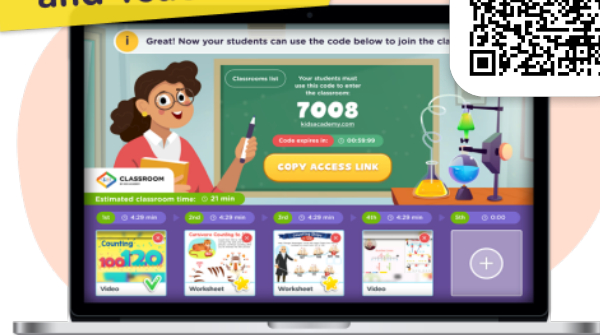 Great! Now your students can use the code below to join the cla
Classrooms list
Your students must
use this code to enter
the classroom:
7008
kidsacademy.com
Code expires in: 00:59:99
COPY ACCESS LINK
CLASSROOM
Estimated classroom time: 21 min
1st 4:29 min 2nd 4:29 min 3rd 4:29 min 4th 4:29 min 5th 0:00
Counting
100 120
Video
Worksheet
Worksheet
Video